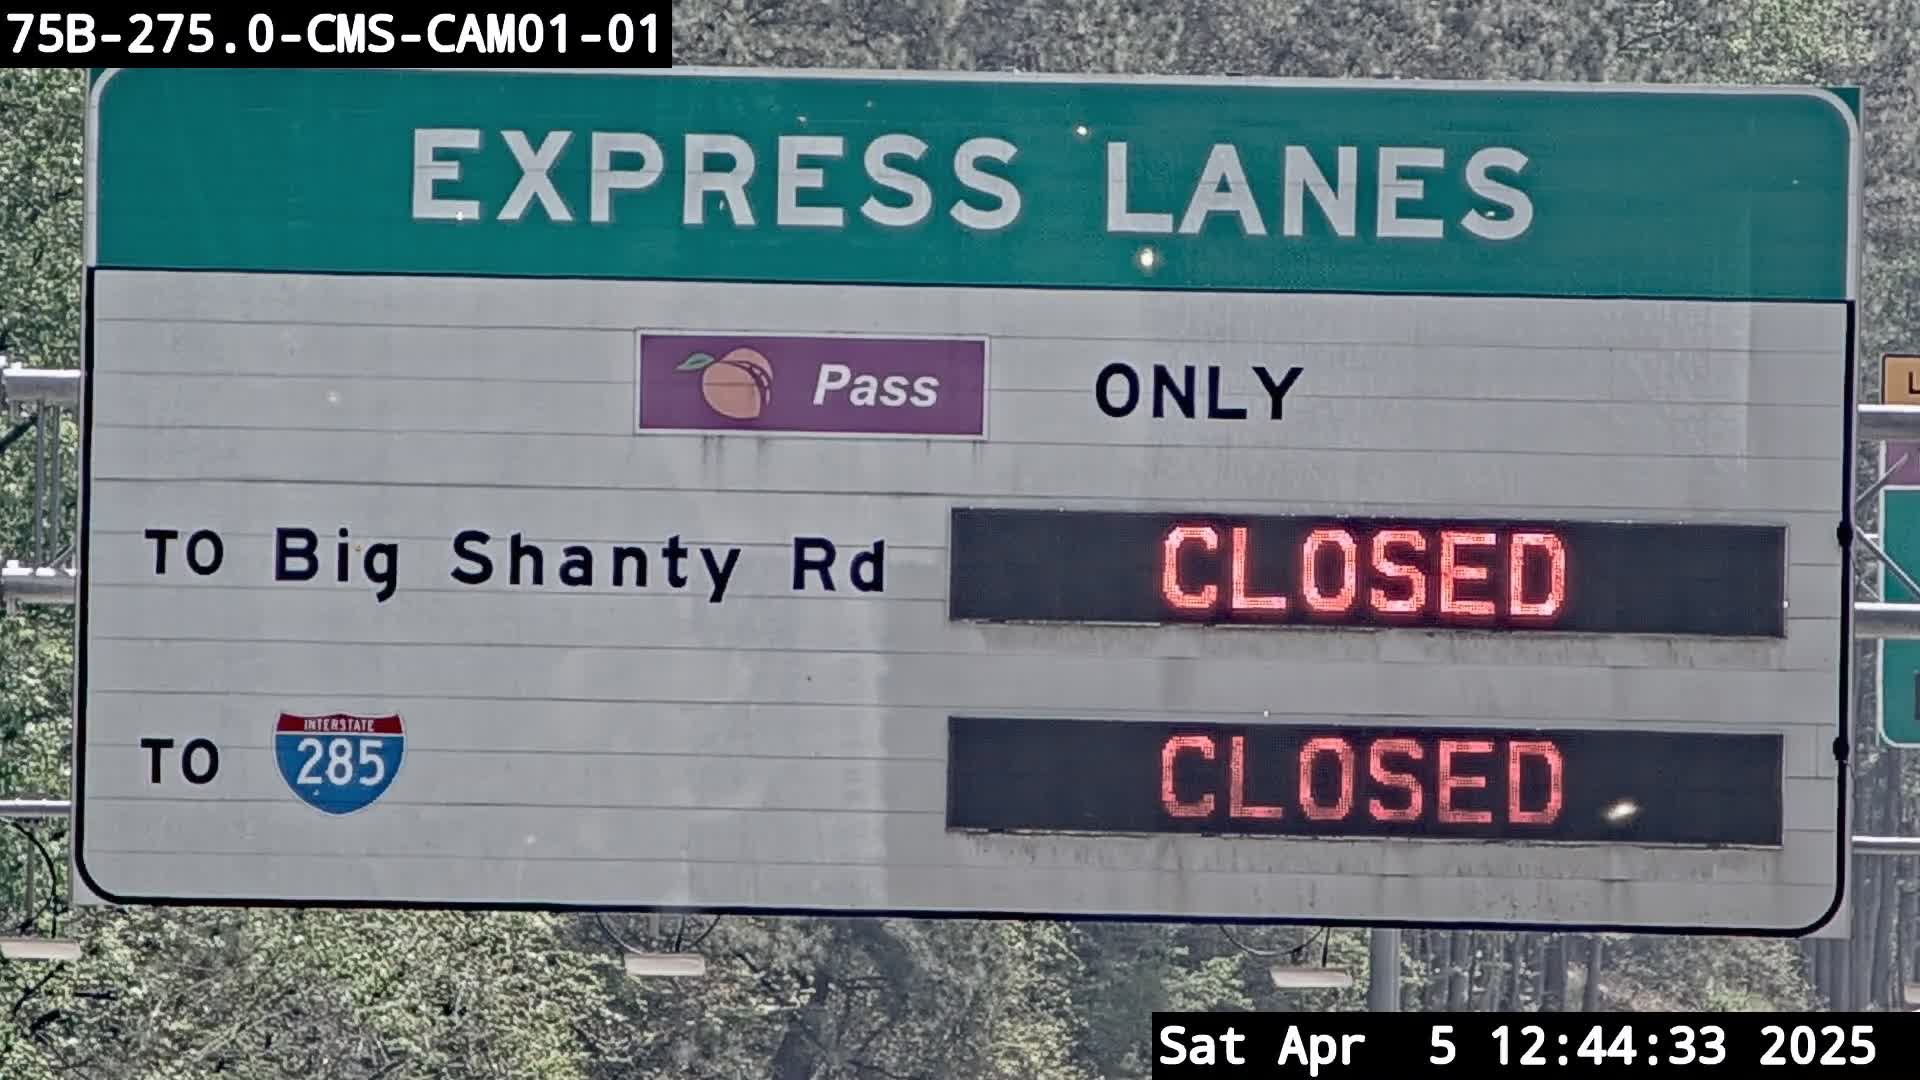 75B-275.0-CMS-CAM01-01
EXPRESS LANES
Pass ONLY
TO Big Shanty Rd CLOSED
TO INTERSTATE 285 CLOSED
Sat Apr 5 12:44:33 2025